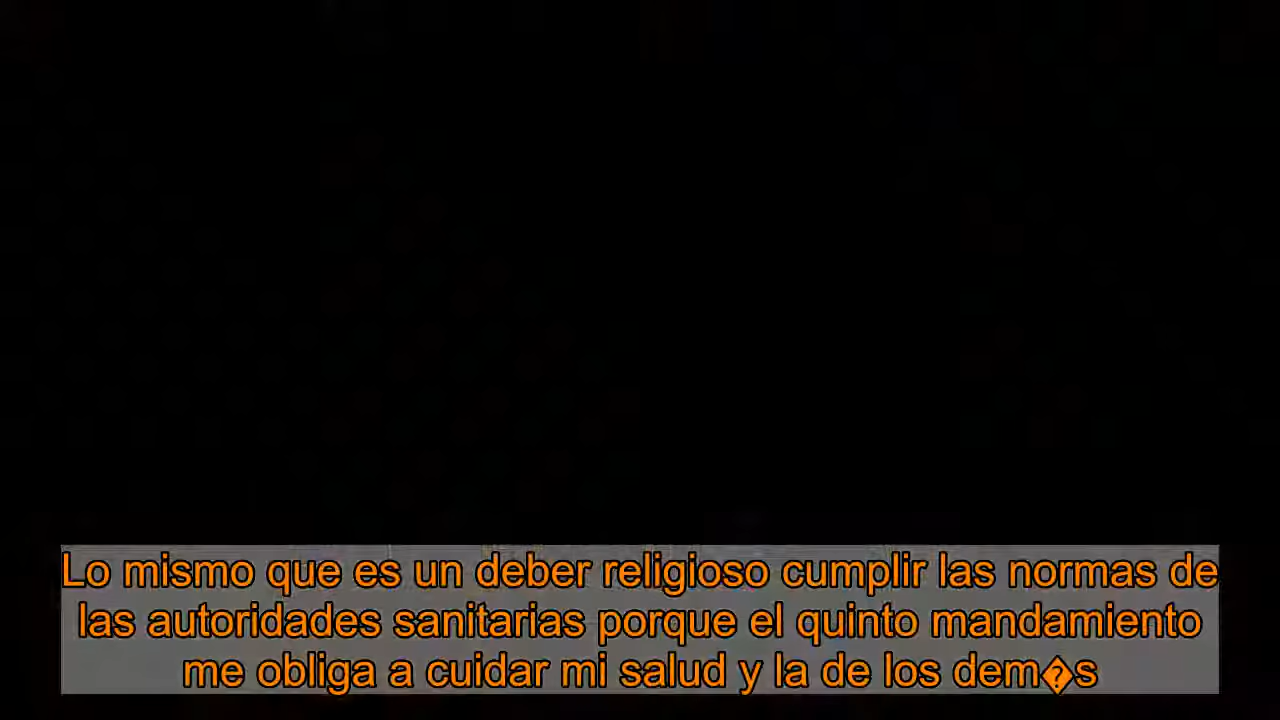 Lo mismo que es un deber religioso cumplir las normas de
las autoridades sanitarias porque el quinto mandamiento
me obliga a cuidar mi salud y la de los dem�s